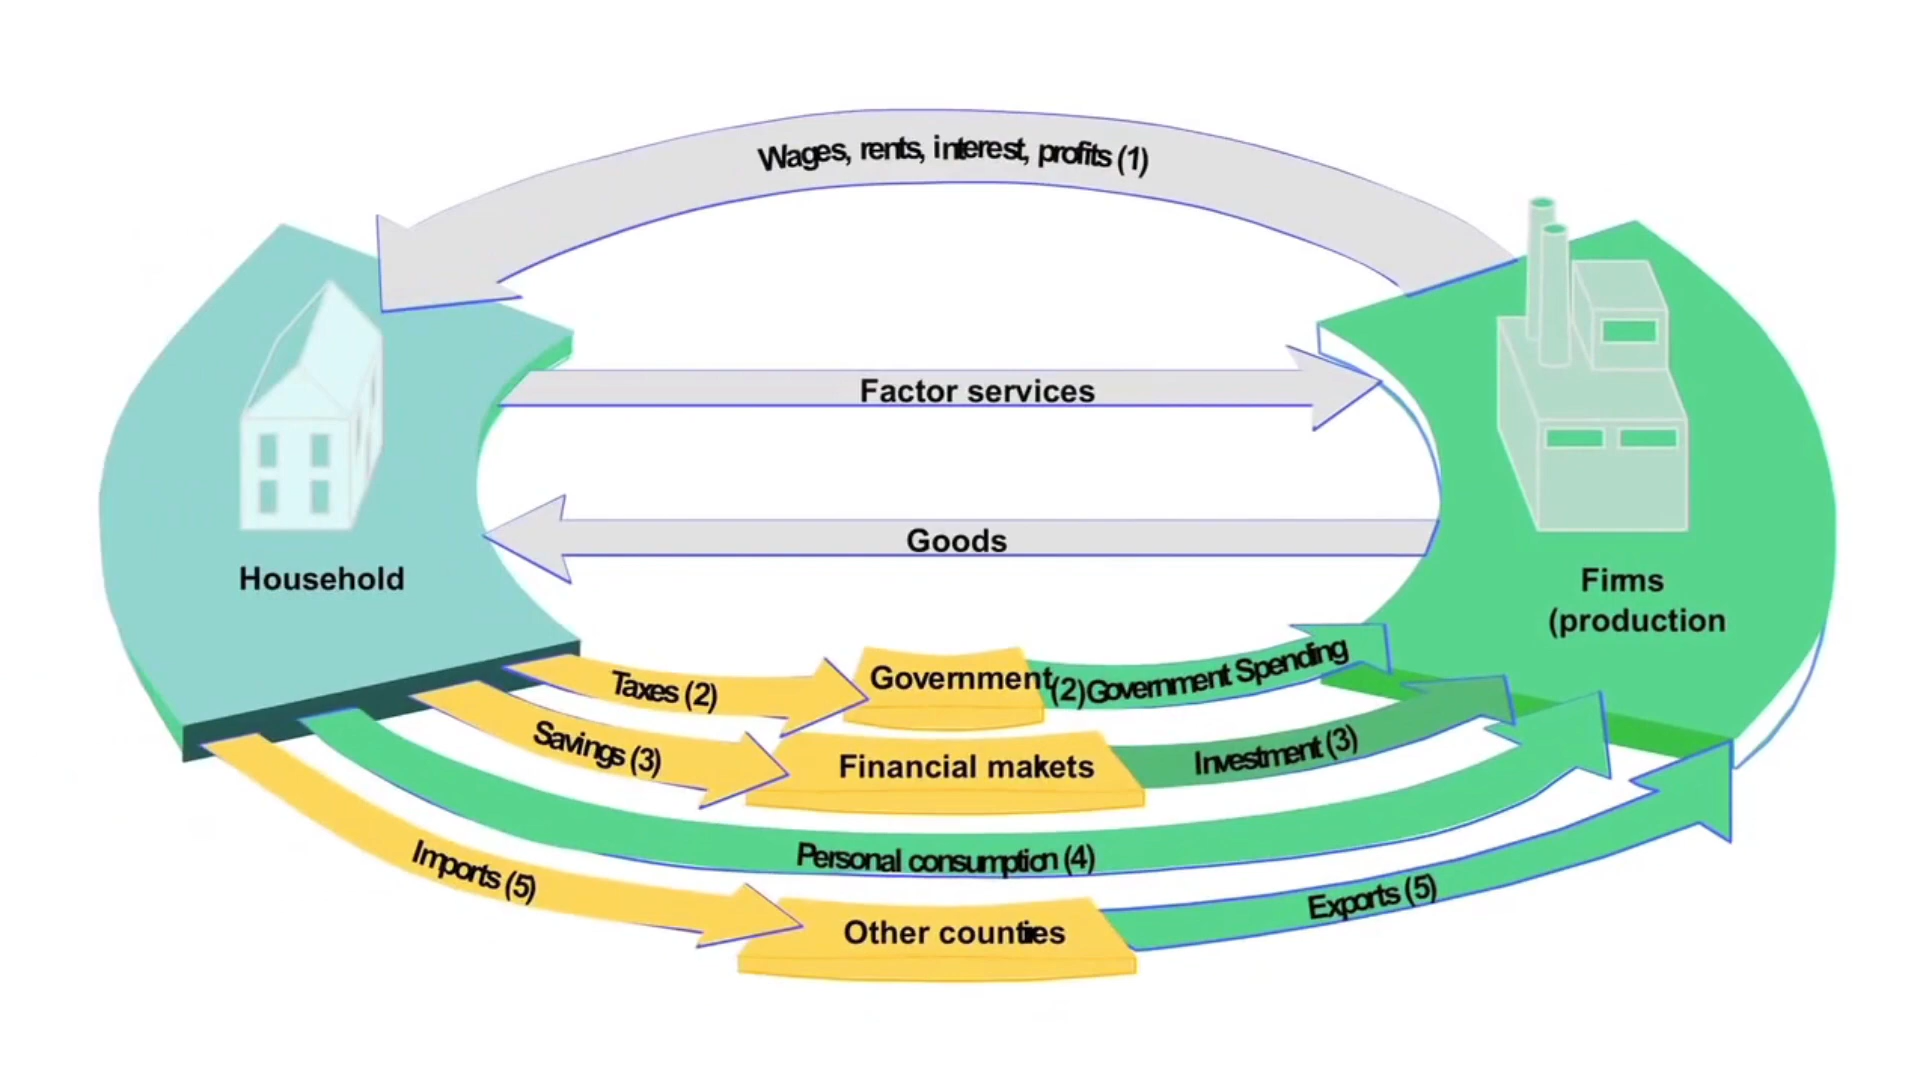 Wages, rents, interest, profits (1)
Factor services
Goods
Household
Firms
(production
Taxes (2)
Government
(2)Government Spending
Savings (3)
Financial markets
Investment (3)
Personal consumption (4)
Imports (5)
Other counties
Exports (5)